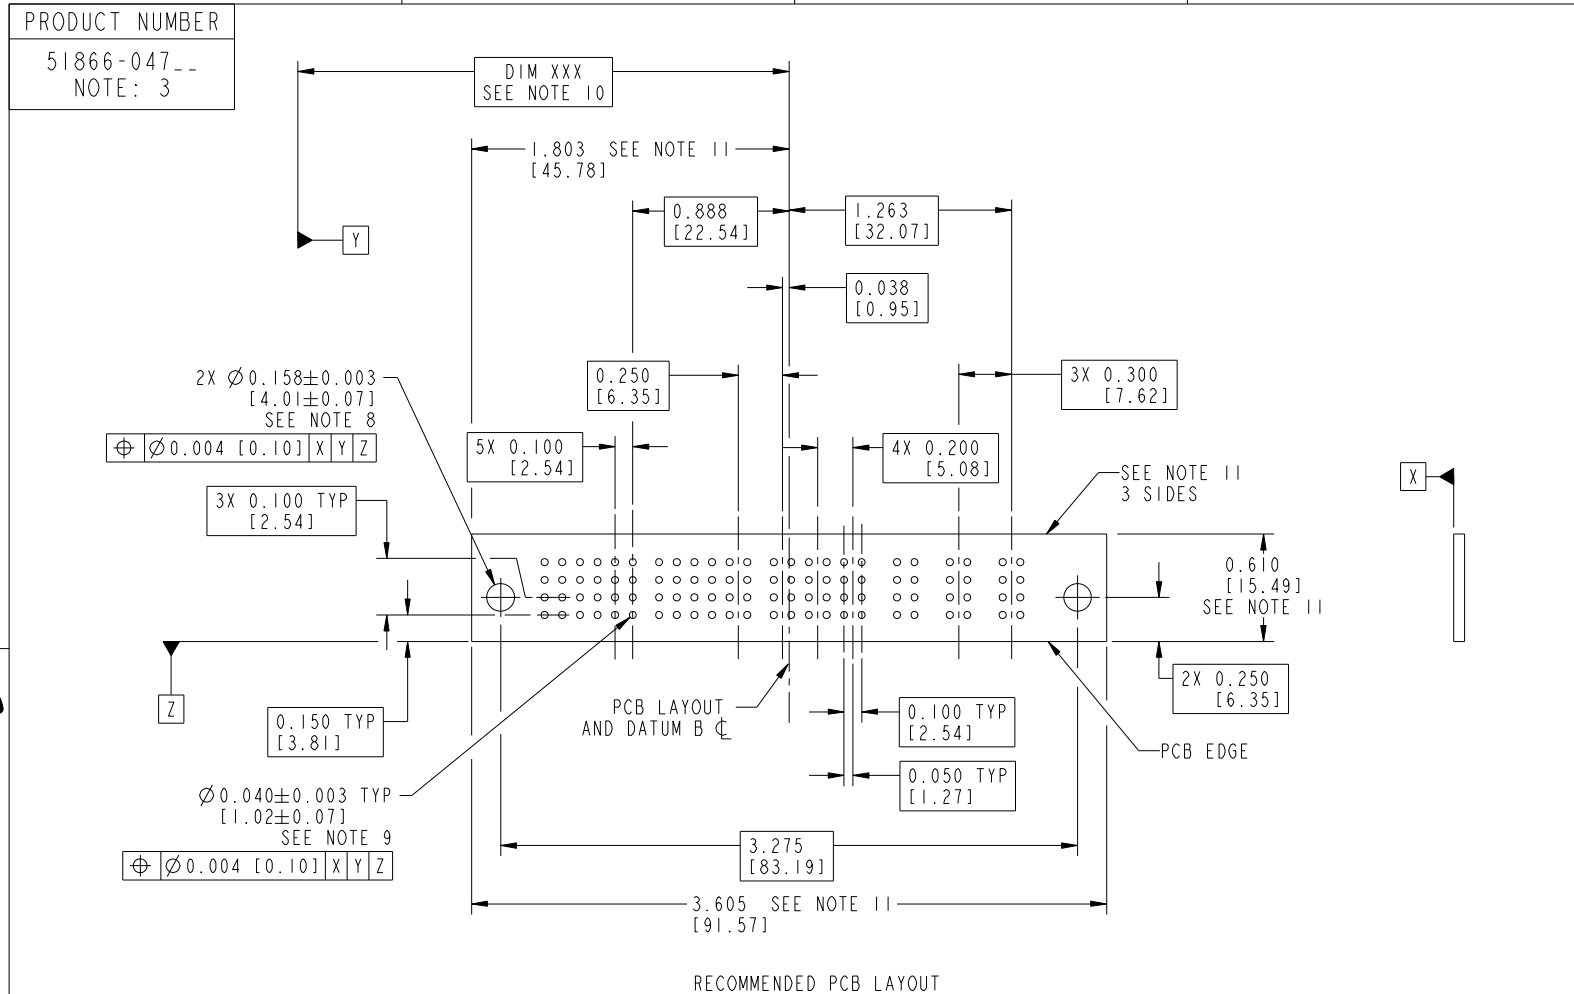 PRODUCT NUMBER
51866-047__
NOTE: 3
DIM XXX
SEE NOTE 10
1.803 SEE NOTE 11
[45.78]
0.888
[22.54]
1.263
[32.07]
Y
0.038
[0.95]
2X Ø0.158±0.003
[4.01±0.07]
SEE NOTE 8
⌖ Ø0.004 [0.10] X Y Z
0.250
[6.35]
3X 0.300
[7.62]
5X 0.100
[2.54]
4X 0.200
[5.08]
SEE NOTE 11
3 SIDES
X
3X 0.100 TYP
[2.54]
0.610
[15.49]
SEE NOTE 11
Z
0.150 TYP
[3.81]
PCB LAYOUT
AND DATUM B ℄
2X 0.250
[6.35]
0.100 TYP
[2.54]
PCB EDGE
0.050 TYP
[1.27]
Ø0.040±0.003 TYP
[1.02±0.07]
SEE NOTE 9
⌖ Ø0.004 [0.10] X Y Z
3.275
[83.19]
3.605 SEE NOTE 11
[91.57]
RECOMMENDED PCB LAYOUT